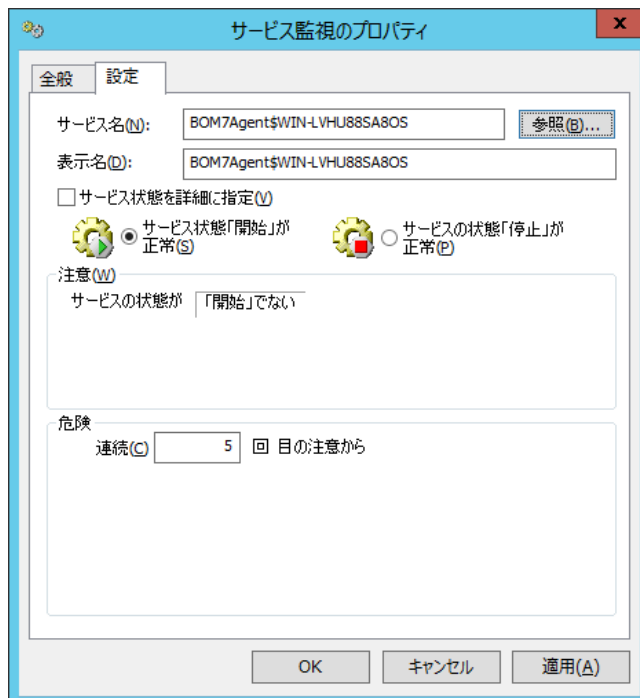 サービス監視のプロパティ
x
全般 設定
サービス名(N): BOM7Agent$WIN-LVHU88SA8OS 参照(B)...
表示名(D): BOM7Agent$WIN-LVHU88SA8OS
サービス状態を詳細に指定(V)
サービス状態「開始」が
正常(S)
サービスの状態「停止」が
正常(P)
注意(W)
サービスの状態が 「開始」でない
危険
連続(C) 5 回 目の注意から
OK キャンセル 適用(A)